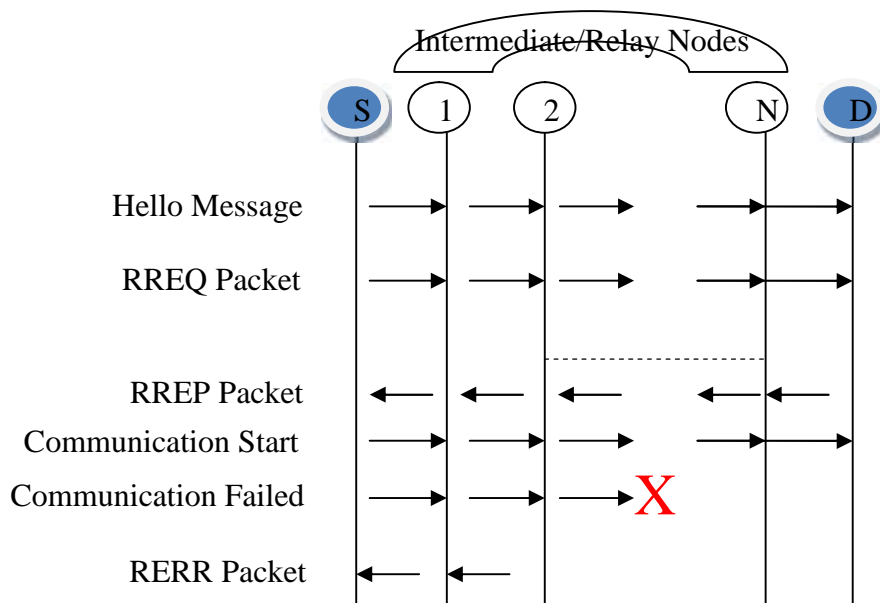 Intermediate/Relay Nodes
S 1 2 N D
Hello Message
RREQ Packet
RREP Packet
Communication Start
Communication Failed
X
RERR Packet